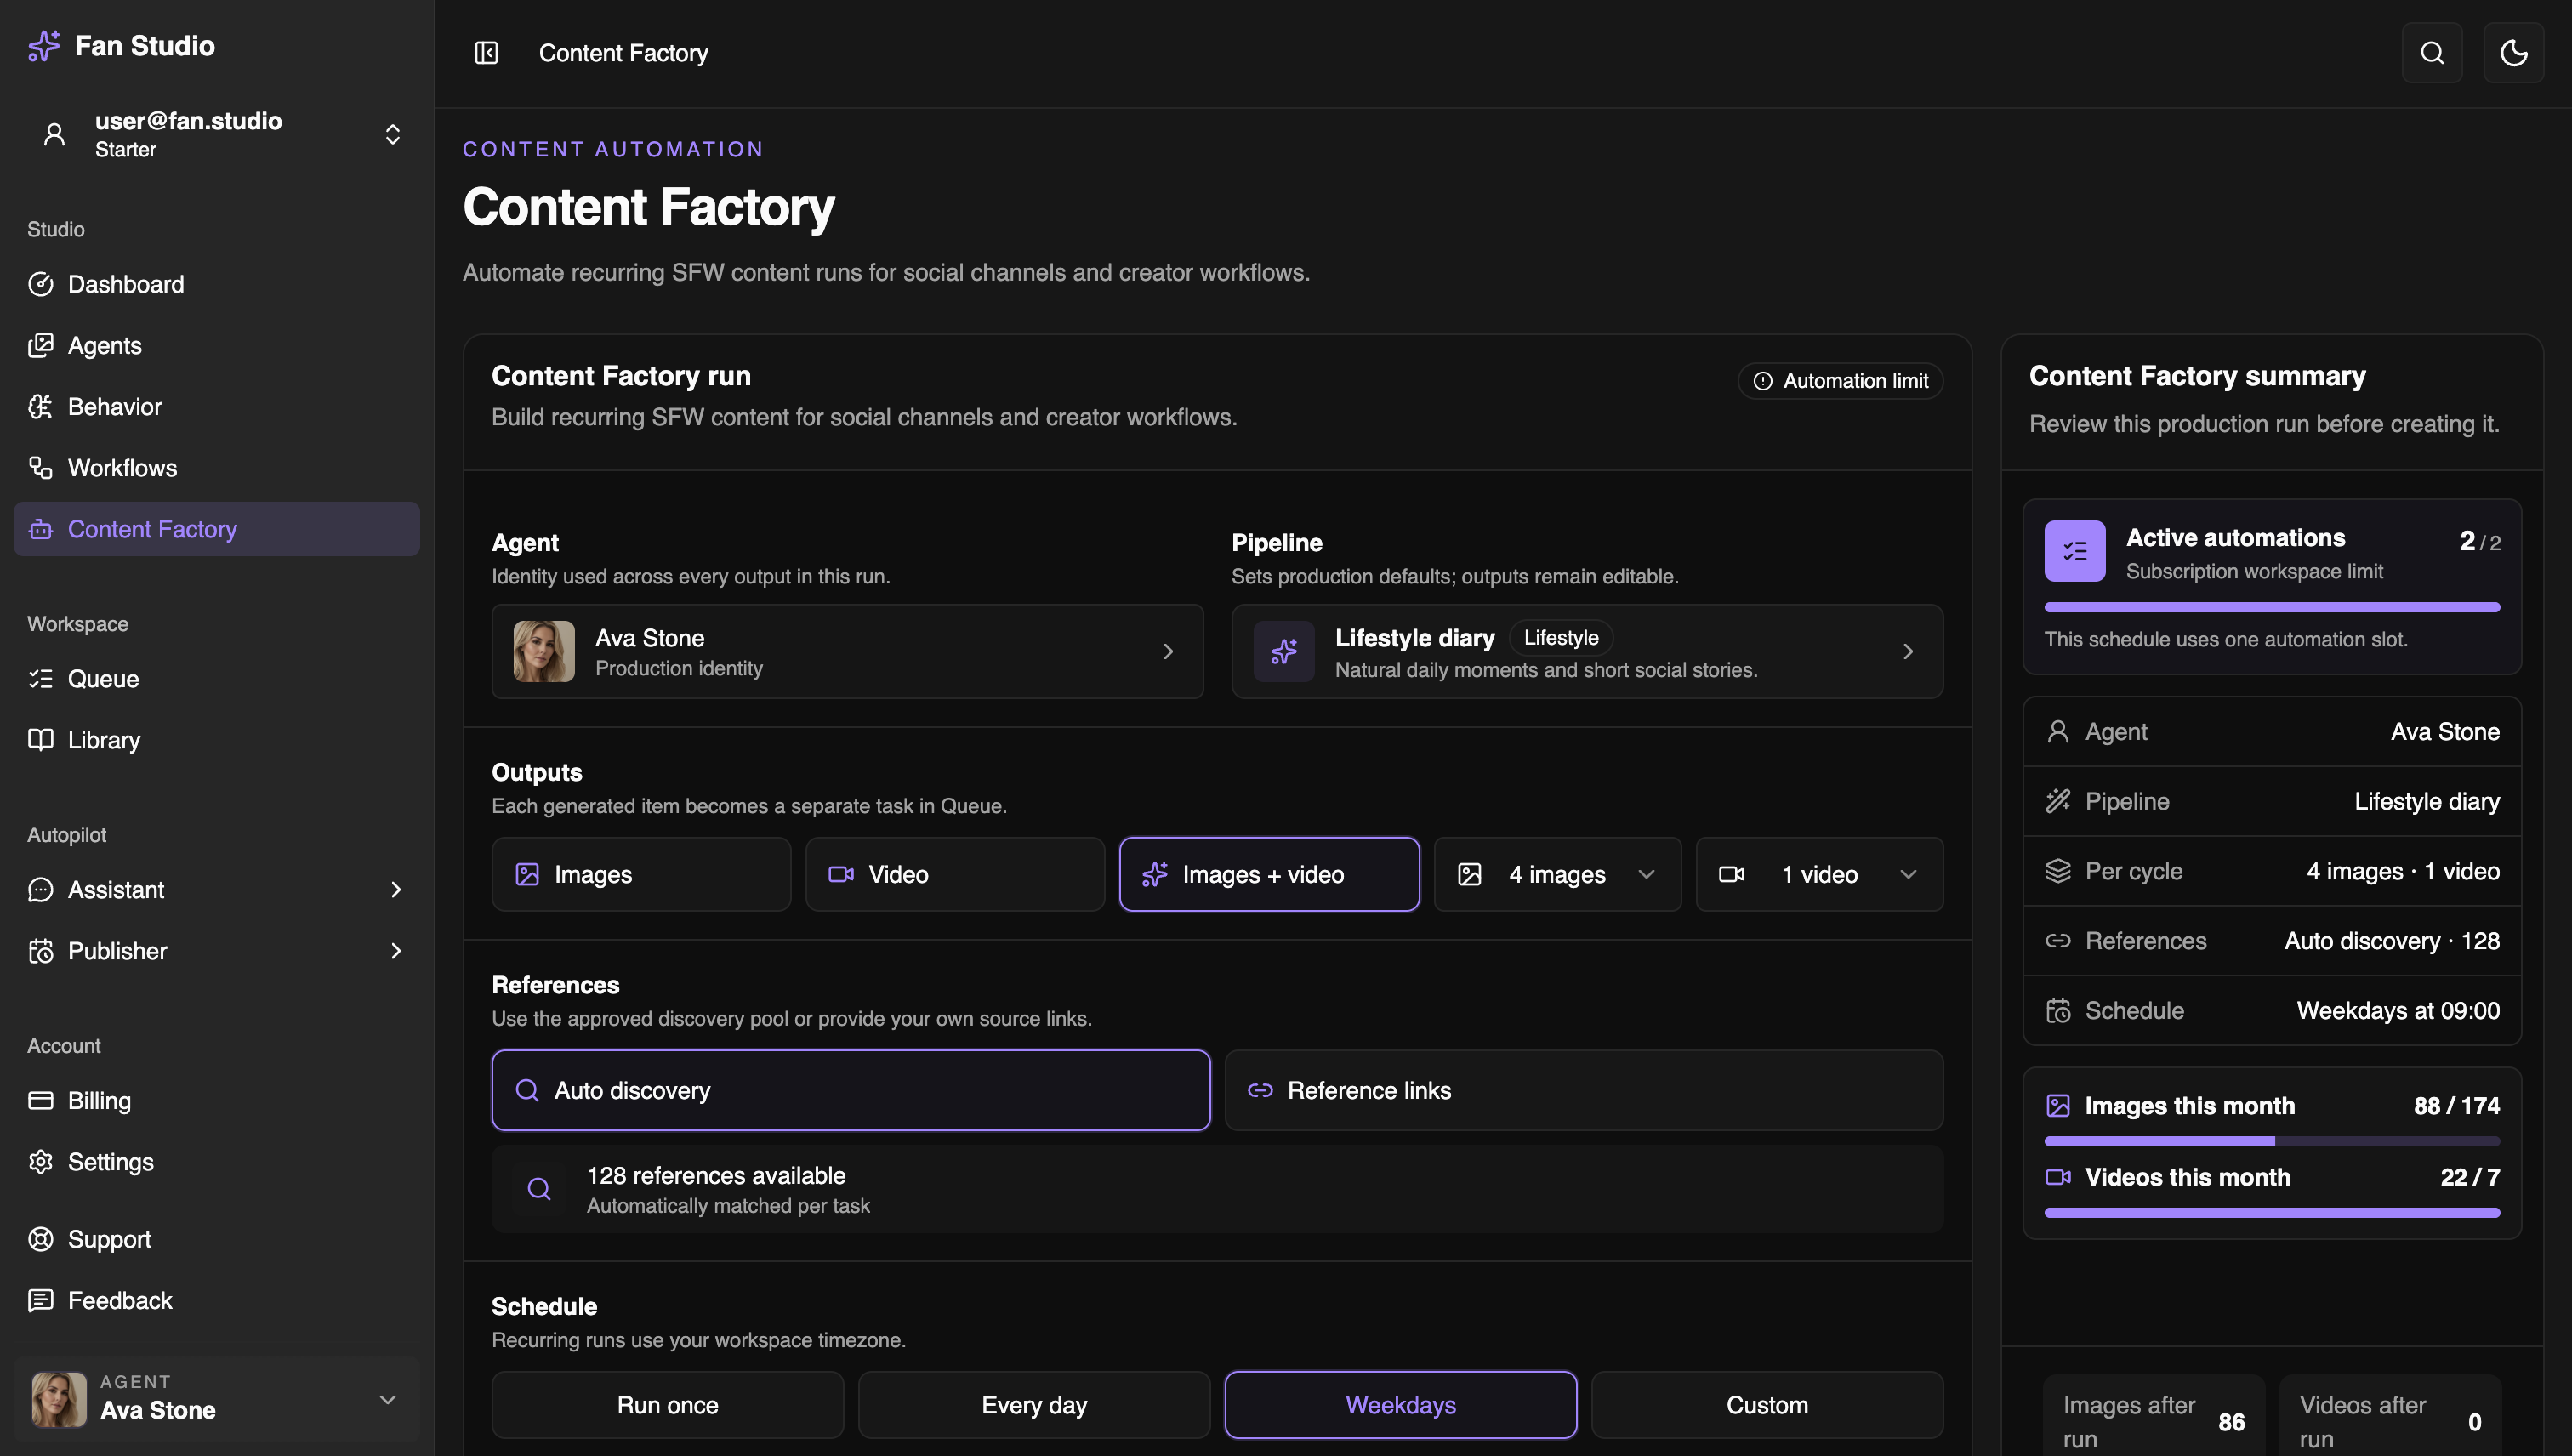 Fan Studio
user@fan.studio
Starter
Studio
Dashboard
Agents
Behavior
Workflows
Content Factory
Workspace
Queue
Library
Autopilot
Assistant
Publisher
Account
Billing
Settings
Support
Feedback
AGENT
Ava Stone
Content Factory
CONTENT AUTOMATION
Content Factory
Automate recurring SFW content runs for social channels and creator workflows.
Content Factory run
Automation limit
Build recurring SFW content for social channels and creator workflows.
Agent
Identity used across every output in this run.
Ava Stone
Production identity
Pipeline
Sets production defaults; outputs remain editable.
Lifestyle diary Lifestyle
Natural daily moments and short social stories.
Outputs
Each generated item becomes a separate task in Queue.
Images Video Images + video 4 images 1 video
References
Use the approved discovery pool or provide your own source links.
Auto discovery Reference links
128 references available
Automatically matched per task
Schedule
Recurring runs use your workspace timezone.
Run once Every day Weekdays Custom
Content Factory summary
Review this production run before creating it.
Active automations 2 / 2
Subscription workspace limit
This schedule uses one automation slot.
Agent Ava Stone
Pipeline Lifestyle diary
Per cycle 4 images · 1 video
References Auto discovery · 128
Schedule Weekdays at 09:00
Images this month 88 / 174
Videos this month 22 / 7
Images after run 86
Videos after run 0